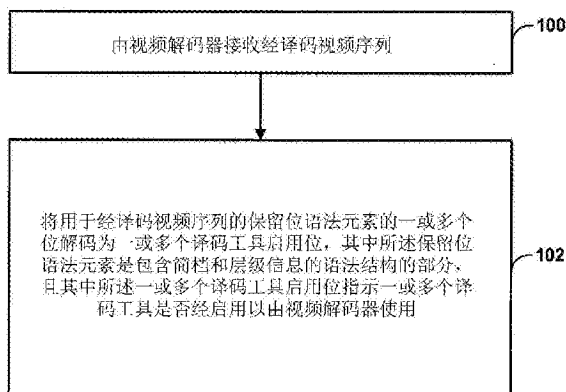 由视频解码器接收经译码视频序列
100
将用于经译码视频序列的保留位语法元素的一或多个
位解码为一或多个译码工具启用位，其中所述保留位
语法元素是包含简档和层级信息的语法结构的部分，
且其中所述一或多个译码工具启用位指示一或多个译
码工具是否经启用以由视频解码器使用
102